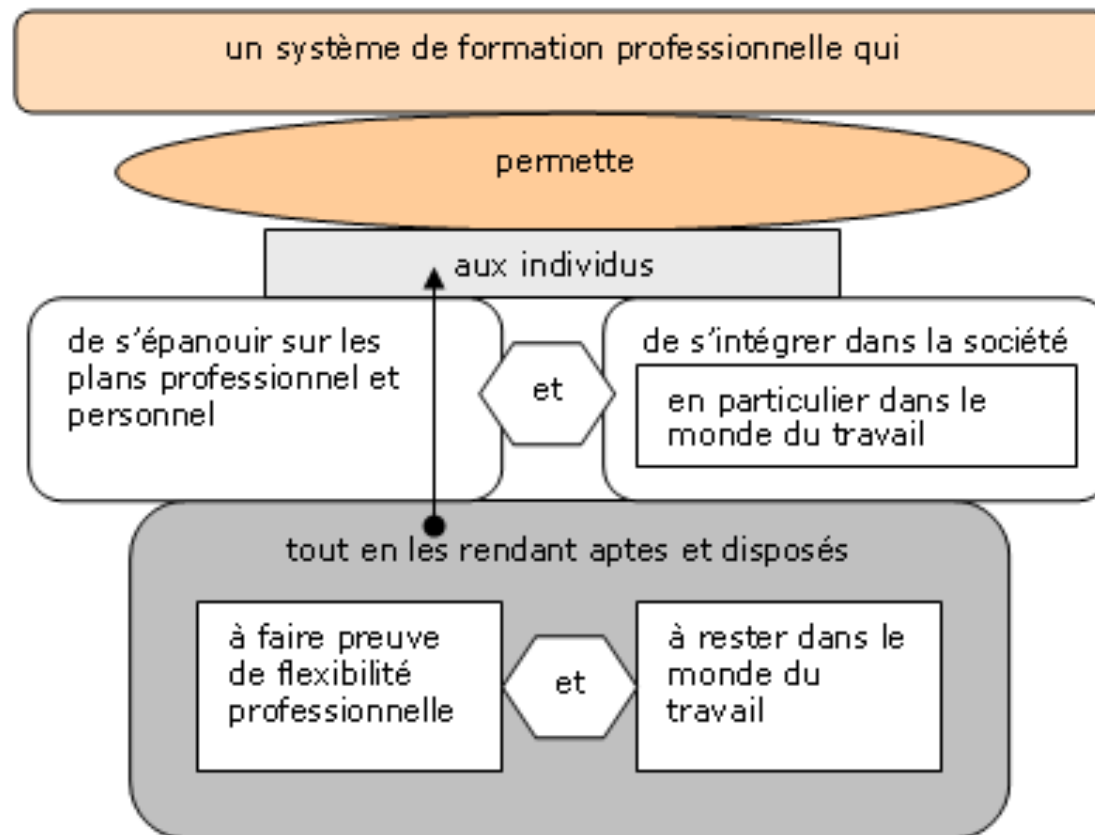 un système de formation professionnelle qui
permette
aux individus
de s'épanouir sur les
plans professionnel et
personnel
et
de s'intégrer dans la société
en particulier dans le
monde du travail
tout en les rendant aptes et disposés
à faire preuve
de flexibilité
professionnelle
et
à rester dans le
monde du
travail